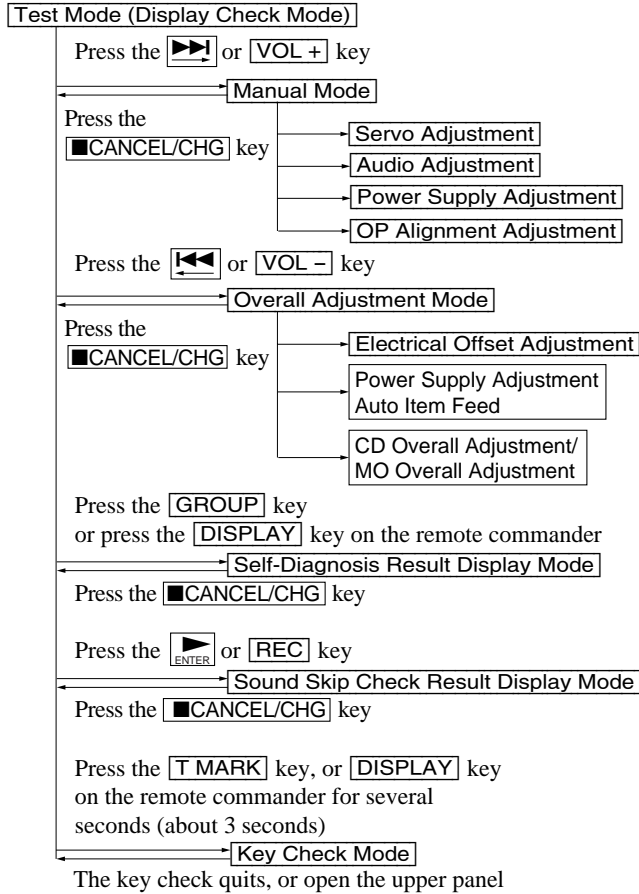 Test Mode (Display Check Mode)
Press the ▶▶| or VOL + key
Manual Mode
Press the
■CANCEL/CHG key
Servo Adjustment
Audio Adjustment
Power Supply Adjustment
OP Alignment Adjustment
Press the |◀◀ or VOL – key
Overall Adjustment Mode
Press the
■CANCEL/CHG key
Electrical Offset Adjustment
Power Supply Adjustment
Auto Item Feed
CD Overall Adjustment/
MO Overall Adjustment
Press the GROUP key
or press the DISPLAY key on the remote commander
Self-Diagnosis Result Display Mode
Press the ■CANCEL/CHG key
Press the ▶ ENTER or REC key
Sound Skip Check Result Display Mode
Press the ■CANCEL/CHG key
Press the T MARK key, or DISPLAY key
on the remote commander for several
seconds (about 3 seconds)
Key Check Mode
The key check quits, or open the upper panel